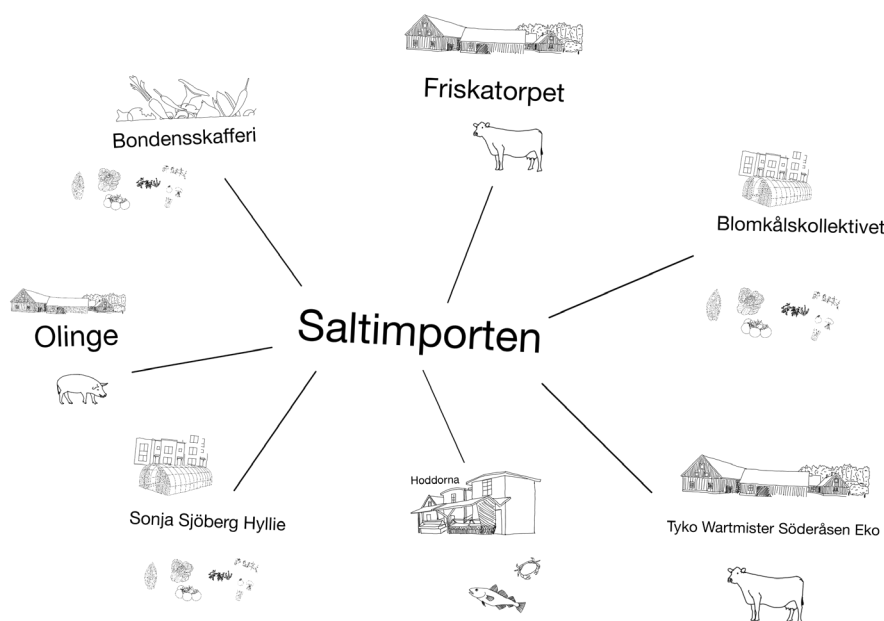 Friskatorpet
Bondensskafferi
Blomkålskollektivet
Saltimporten
Olinge
Hoddorna
Sonja Sjöberg Hyllie
Tyko Wartmister Söderåsen Eko